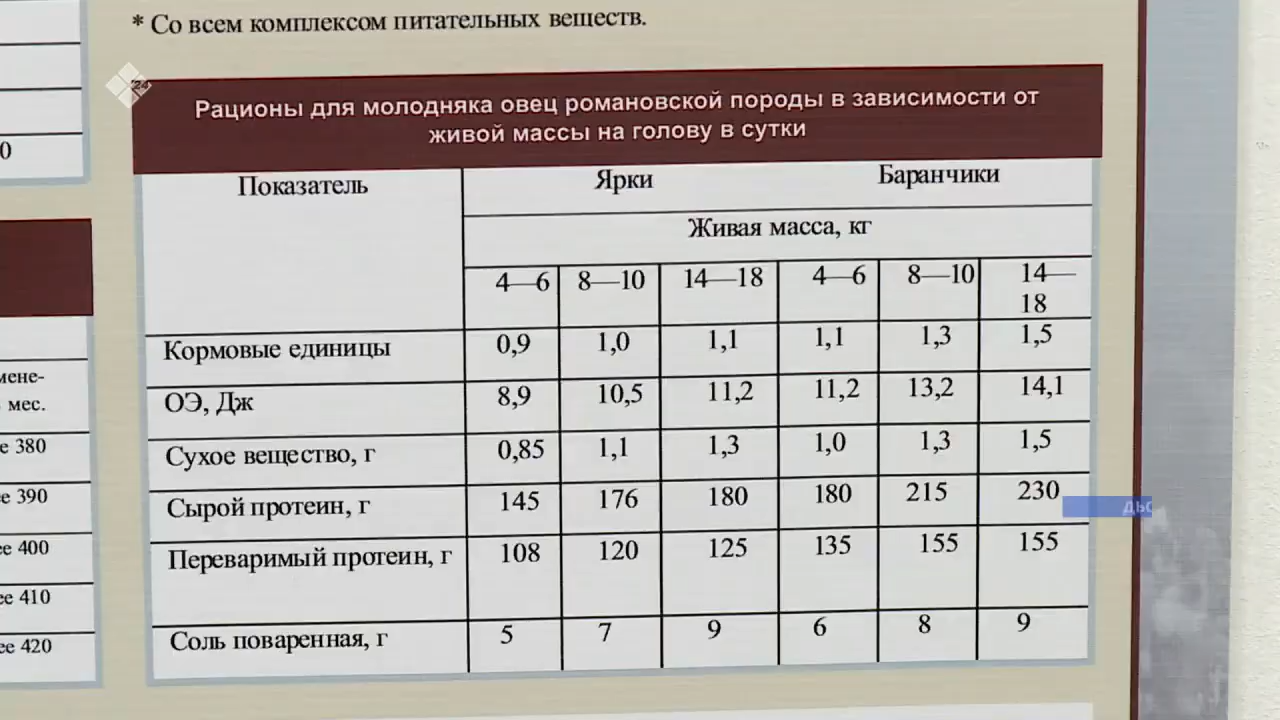 * Со всем комплексом питательных веществ.
24
Рационы для молодняка овец романовской породы в зависимости от
живой массы на голову в сутки
Показатель Ярки Баранчики
Живая масса, кг
4—6 8—10 14—18 4—6 8—10 14—
18
Кормовые единицы 0,9 1,0 1,1 1,1 1,3 1,5
ОЭ, Дж 8,9 10,5 11,2 11,2 13,2 14,1
Сухое вещество, г 0,85 1,1 1,3 1,0 1,3 1,5
Сырой протеин, г 145 176 180 180 215 230
Переваримый протеин, г 108 120 125 135 155 155
Соль поваренная, г 5 7 9 6 8 9
0
мене-
мес.
е 380
е 390
ее 400
ее 410
ее 420